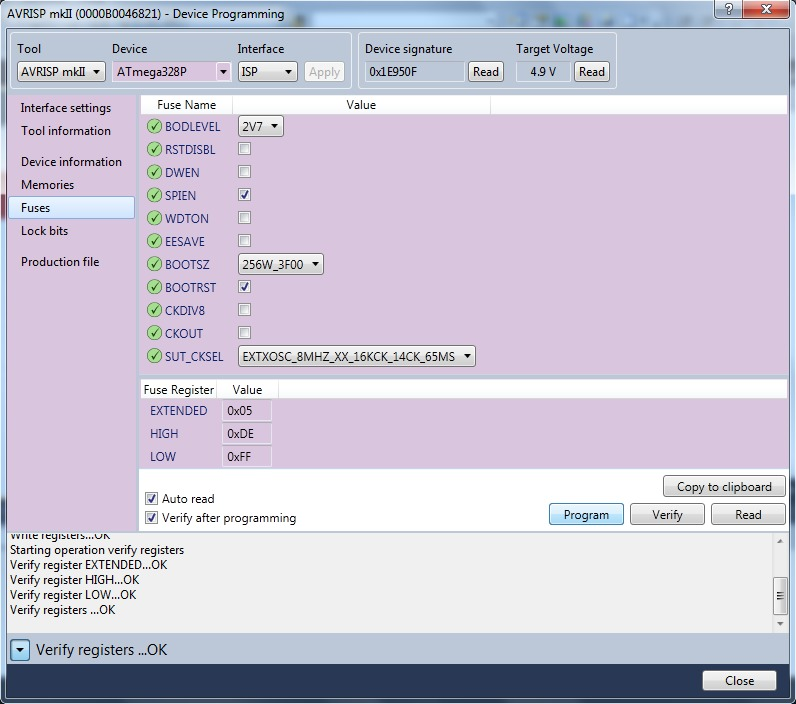 AVRISP mkII (0000B0046821) - Device Programming
Tool Device Interface Device signature Target Voltage
AVRISP mkII ATmega328P ISP Apply 0x1E950F Read 4.9 V Read
Interface settings
Tool information
Device information
Memories
Fuses
Lock bits
Production file
Fuse Name Value
BODLEVEL 2V7
RSTDISBL
DWEN
SPIEN
WDTON
EESAVE
BOOTSZ 256W_3F00
BOOTRST
CKDIV8
CKOUT
SUT_CKSEL EXTXOSC_8MHZ_XX_16KCK_14CK_65MS
Fuse Register Value
EXTENDED 0x05
HIGH 0xDE
LOW 0xFF
Copy to clipboard
Auto read
Verify after programming
Program Verify Read
Write registers...OK
Starting operation verify registers
Verify register EXTENDED...OK
Verify register HIGH...OK
Verify register LOW...OK
Verify registers ...OK
Verify registers ...OK
Close